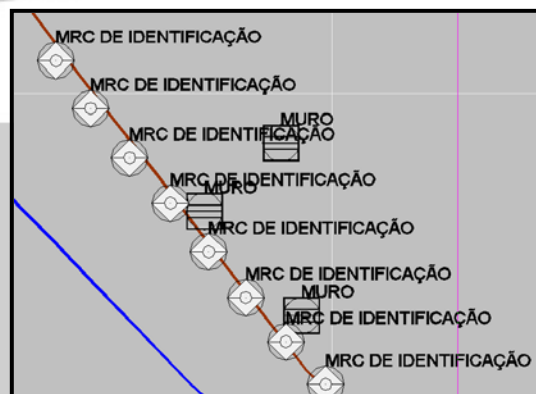 MRC DE IDENTIFICAÇÃO
MRC DE IDENTIFICAÇÃO
MURO
MRC DE IDENTIFICAÇÃO
MRC DE IDENTIFICAÇÃO
MURO
MRC DE IDENTIFICAÇÃO
MRC DE IDENTIFICAÇÃO
MURO
MRC DE IDENTIFICAÇÃO
MRC DE IDENTIFICAÇÃO